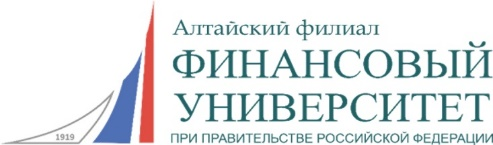 Алтайский филиал
ФИНАНСОВЫЙ
УНИВЕРСИТЕТ
ПРИ ПРАВИТЕЛЬСТВЕ РОССИЙСКОЙ ФЕДЕРАЦИИ
1919